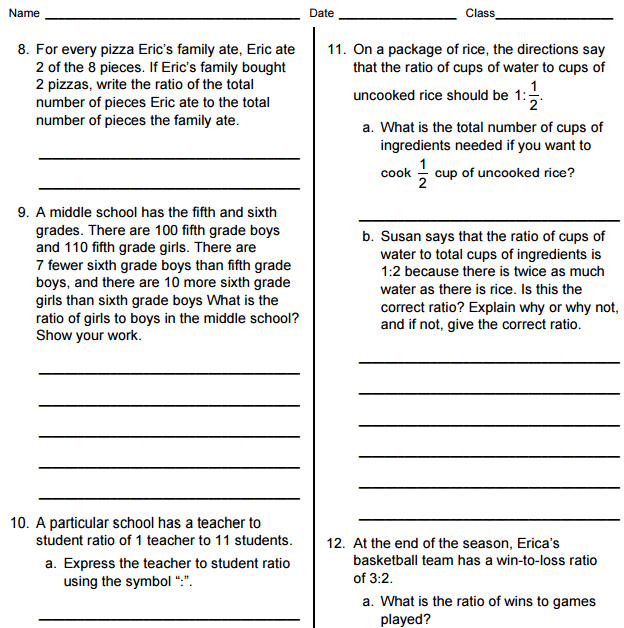 Name Date Class
8. For every pizza Eric's family ate, Eric ate
2 of the 8 pieces. If Eric's family bought
2 pizzas, write the ratio of the total
number of pieces Eric ate to the total
number of pieces the family ate.
9. A middle school has the fifth and sixth
grades. There are 100 fifth grade boys
and 110 fifth grade girls. There are
7 fewer sixth grade boys than fifth grade
boys, and there are 10 more sixth grade
girls than sixth grade boys What is the
ratio of girls to boys in the middle school?
Show your work.
10. A particular school has a teacher to
student ratio of 1 teacher to 11 students.
a. Express the teacher to student ratio
using the symbol “:”.
11. On a package of rice, the directions say
that the ratio of cups of water to cups of
uncooked rice should be 1:1/2.
a. What is the total number of cups of
ingredients needed if you want to
cook 1/2 cup of uncooked rice?
b. Susan says that the ratio of cups of
water to total cups of ingredients is
1:2 because there is twice as much
water as there is rice. Is this the
correct ratio? Explain why or why not,
and if not, give the correct ratio.
12. At the end of the season, Erica's
basketball team has a win-to-loss ratio
of 3:2.
a. What is the ratio of wins to games
played?